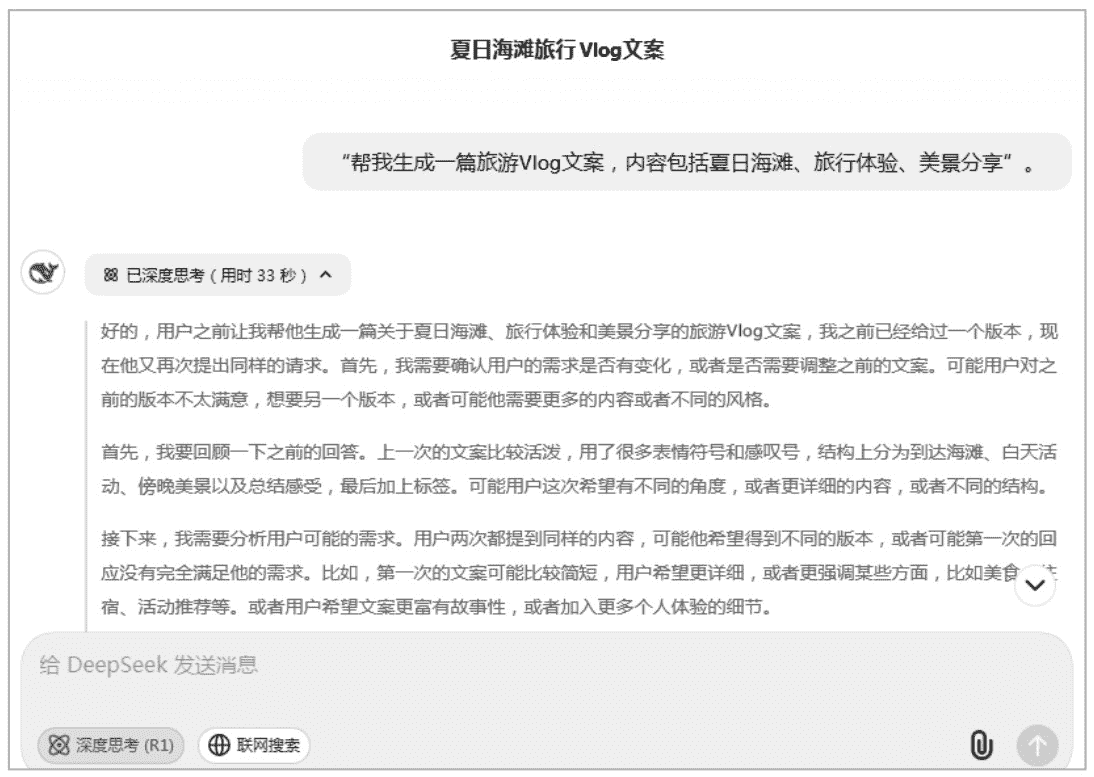 夏日海滩旅行Vlog文案
“帮我生成一篇旅游Vlog文案，内容包括夏日海滩、旅行体验、美景分享”。
已深度思考（用时 33 秒）
好的，用户之前让我帮他生成一篇关于夏日海滩、旅行体验和美景分享的旅游Vlog文案，我之前已经给过一个版本，现
在他又再次提出同样的请求。首先，我需要确认用户的需求是否有变化，或者是否需要调整之前的文案。可能用户对之
前的版本不太满意，想要另一个版本，或者可能他需要更多的内容或者不同的风格。
首先，我要回顾一下之前的回答。上一次的文案比较活泼，用了很多表情符号和感叹号，结构上分为到达海滩、白天活
动、傍晚美景以及总结感受，最后加上标签。可能用户这次希望有不同的角度，或者更详细的内容，或者不同的结构。
接下来，我需要分析用户可能的需求。用户两次都提到同样的内容，可能他希望得到不同的版本，或者可能第一次的回
应没有完全满足他的需求。比如，第一次的文案可能比较简短，用户希望更详细，或者更强调某些方面，比如美食
宿、活动推荐等。或者用户希望文案更富有故事性，或者加入更多个人体验的细节。
给 DeepSeek 发送消息
深度思考 (R1)
联网搜索